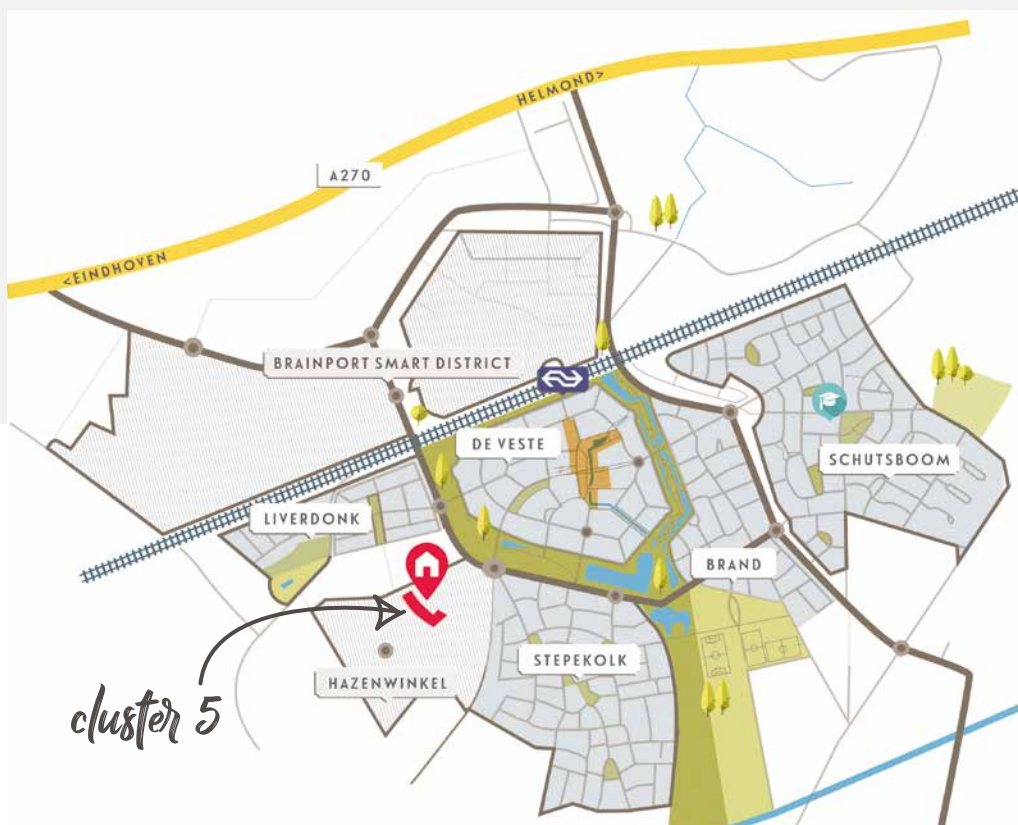 HELMOND>
A270
<EINDHOVEN
BRAINPORT SMART DISTRICT
DE VESTE
SCHUTSBOOM
LIVERDONK
BRAND
STEPEKOLK
HAZENWINKEL
cluster 5